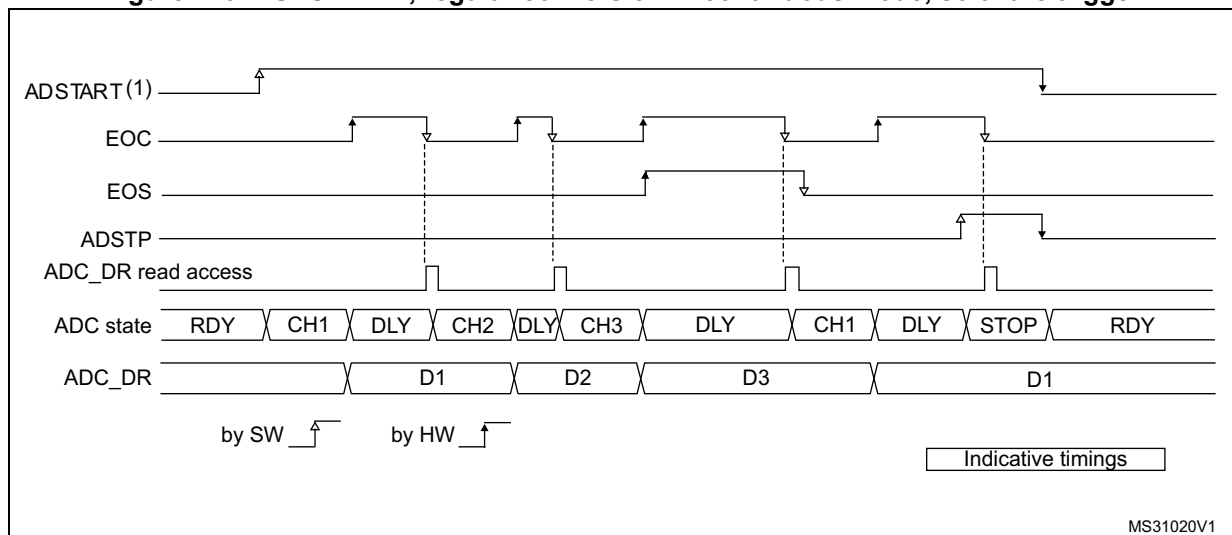 ADSTART (1)
EOC
EOS
ADSTP
ADC_DR read access
ADC state RDY CH1 DLY CH2 DLY CH3 DLY CH1 DLY STOP RDY
ADC_DR D1 D2 D3 D1
by SW by HW
Indicative timings
MS31020V1